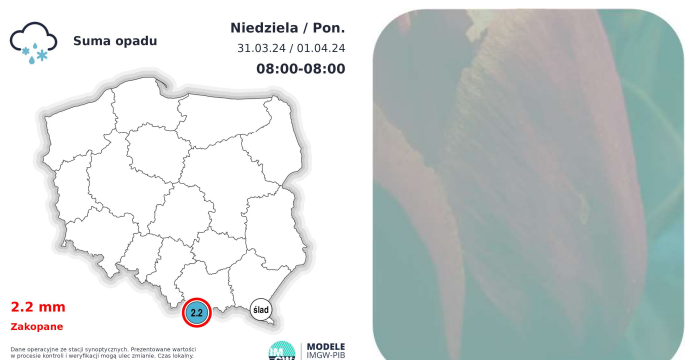 Suma opadu
Niedziela / Pon.
31.03.24 / 01.04.24
08:00-08:00
2.2
ślad
2.2 mm
Zakopane
Dane operacyjne ze stacji synoptycznych. Prezentowane wartości
w procesie kontroli i weryfikacji mogą ulec zmianie. Czas lokalny.
IM
GW
MODELE
IMGW-PIB